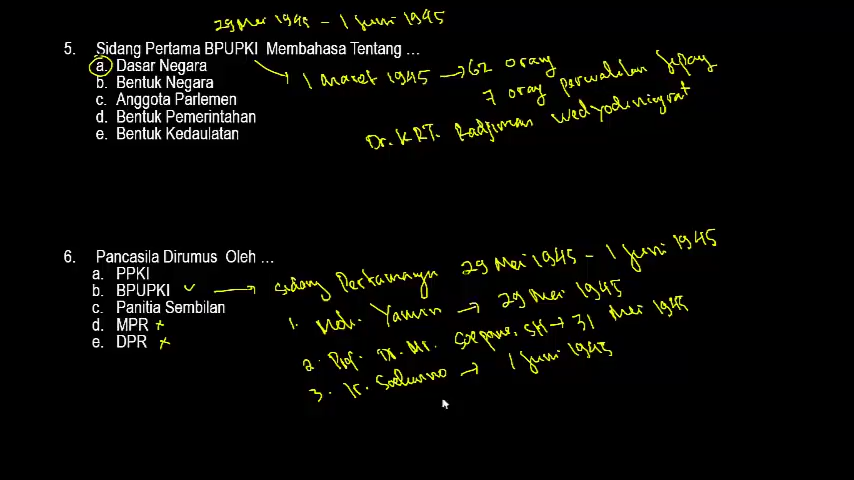 29 Mei 1945 - 1 Juni 1945
5. Sidang Pertama BPUPKI Membahasa Tentang ...
a. Dasar Negara
1 maret 1945 → 62 orang
b. Bentuk Negara
7 orang perwakilan Jepang
c. Anggota Parlemen
d. Bentuk Pemerintahan
Dr. KRT. Radjiman Wedyodiningrat
e. Bentuk Kedaulatan
6. Pancasila Dirumus Oleh ...
a. PPKI
b. BPUPKI ✓ → Sidang Pertamanya 29 Mei 1945 - 1 Juni 1945
c. Panitia Sembilan
1. Moh. Yamin → 29 Mei 1945
d. MPR ×
2. Prof. Dr. Mr. SH → 31 Mei 1945
e. DPR ×
3. Ir. Soekarno → 1 Juni 1945